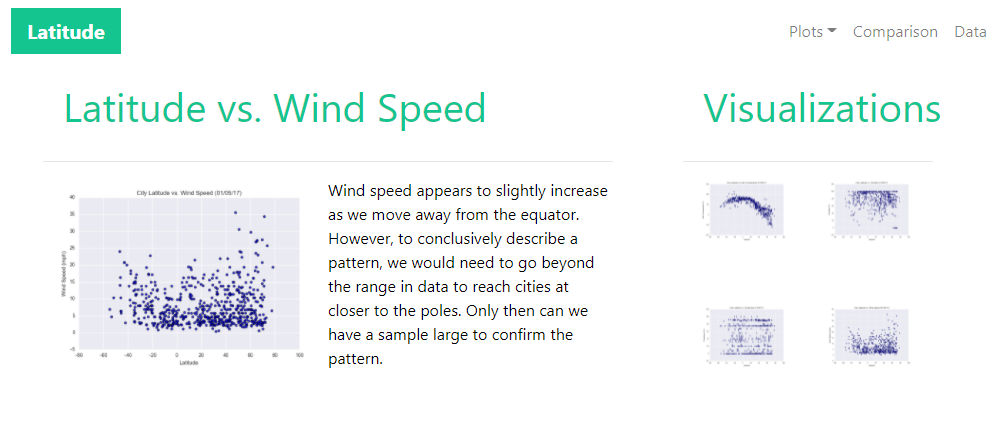 Latitude
Plots
Comparison
Data
Latitude vs. Wind Speed
Visualizations
City Latitude vs. Wind Speed (01/05/17)
Wind Speed (mph)
40
35
30
25
20
15
10
5
0
-5
-80 -60 -40 -20 0 20 40 60 80 100
Latitude
Wind speed appears to slightly increase
as we move away from the equator.
However, to conclusively describe a
pattern, we would need to go beyond
the range in data to reach cities at
closer to the poles. Only then can we
have a sample large to confirm the
pattern.